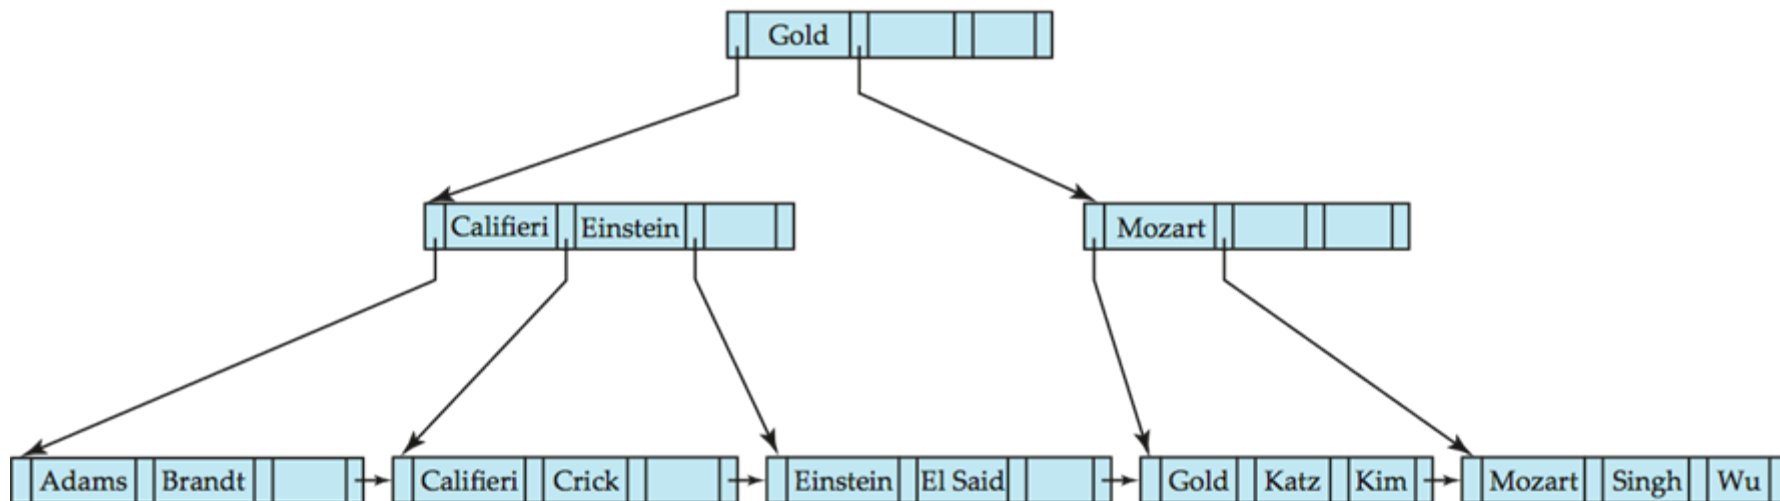 Gold
Califieri Einstein Mozart
Adams Brandt Califieri Crick Einstein El Said Gold Katz Kim Mozart Singh Wu